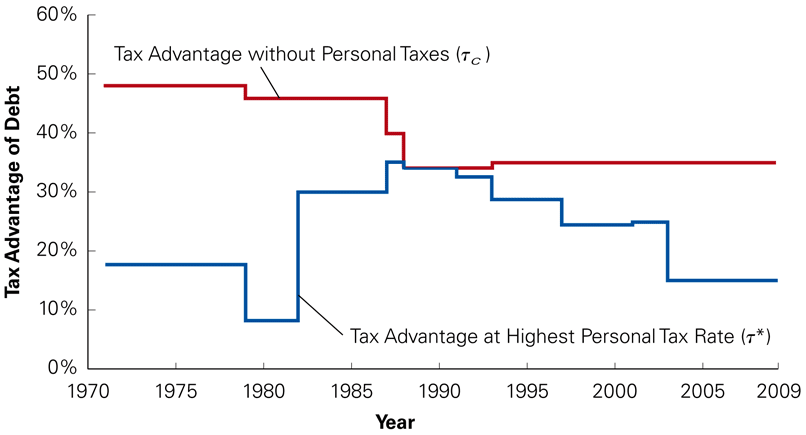 60%
Tax Advantage without Personal Taxes (τc)
50%
40%
30%
20%
10%
0%
Tax Advantage of Debt
Tax Advantage at Highest Personal Tax Rate (τ*)
1970 1975 1980 1985 1990 1995 2000 2005 2009
Year